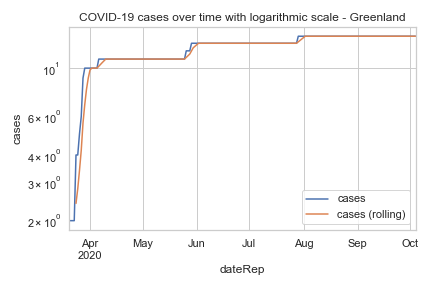 COVID-19 cases over time with logarithmic scale - Greenland
cases
10¹
6 × 10⁰
4 × 10⁰
3 × 10⁰
2 × 10⁰
cases
cases (rolling)
Apr May Jun Jul Aug Sep Oct
2020
dateRep